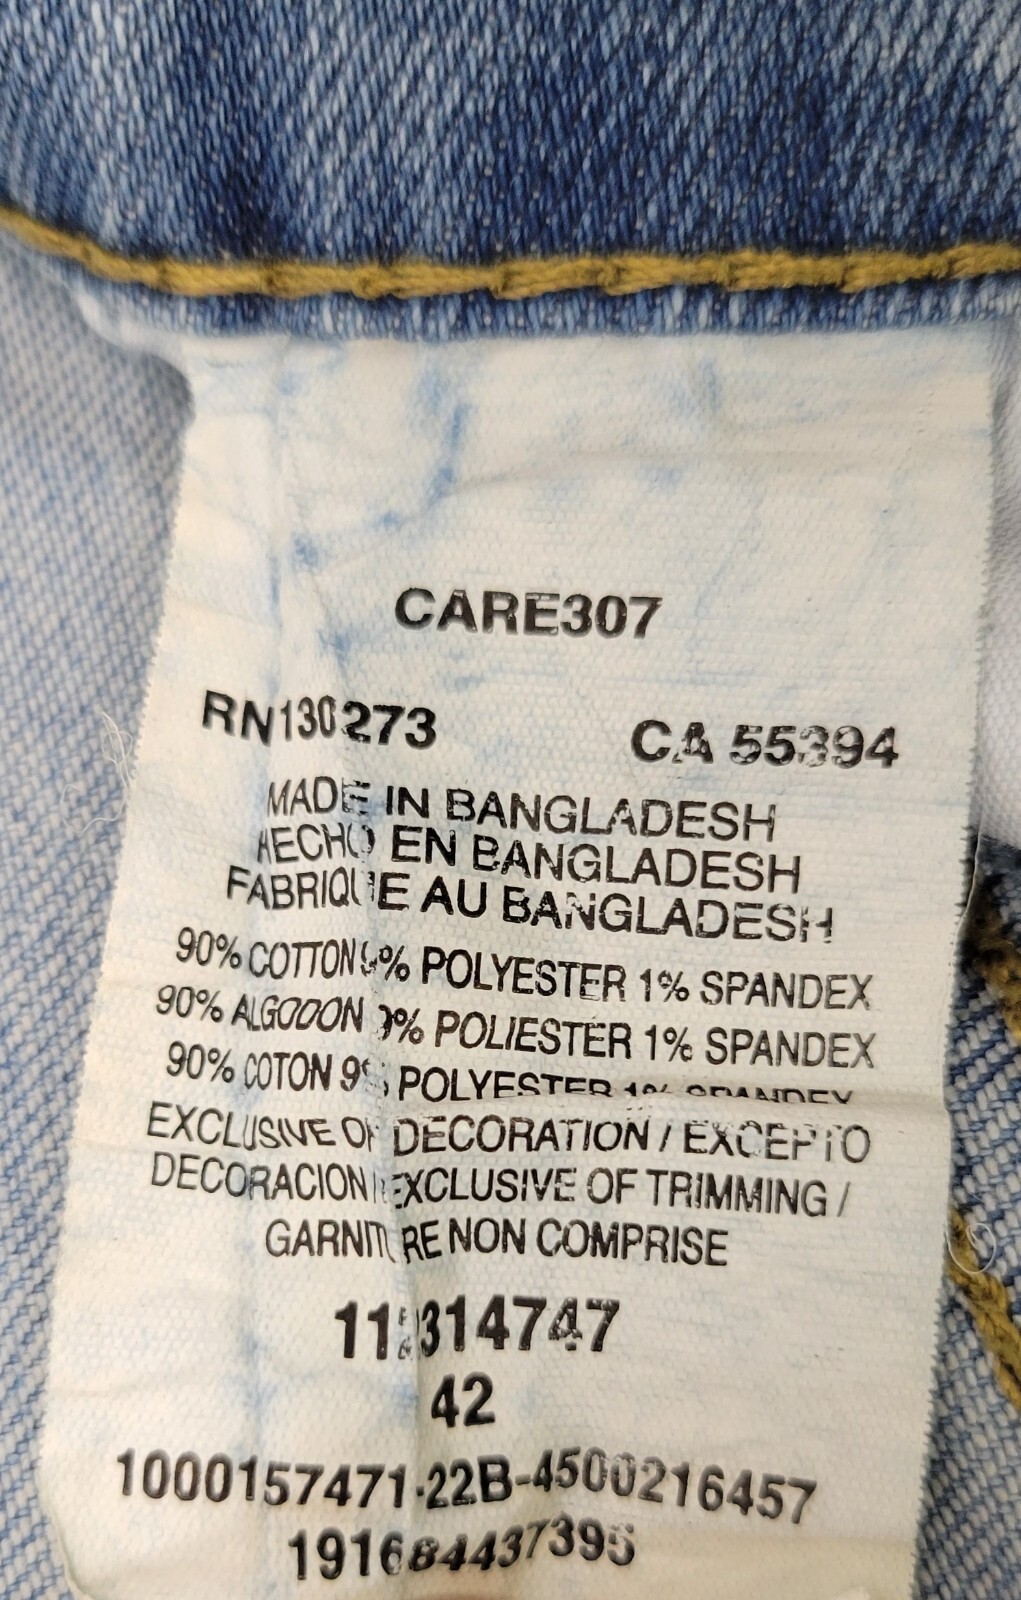 CARE307
RN130273 CA 55394
MADE IN BANGLADESH
HECHO EN BANGLADESH
FABRIQUE AU BANGLADESH
90% COTTON 9% POLYESTER 1% SPANDEX
90% ALGODON 9% POLIESTER 1% SPANDEX
90% COTON 9% POLYESTER 1% SPANDEX
EXCLUSIVE OF DECORATION / EXCEPTO
DECORACION / EXCLUSIVE OF TRIMMING /
GARNITURE NON COMPRISE
42
1000157471-22B-4500216457